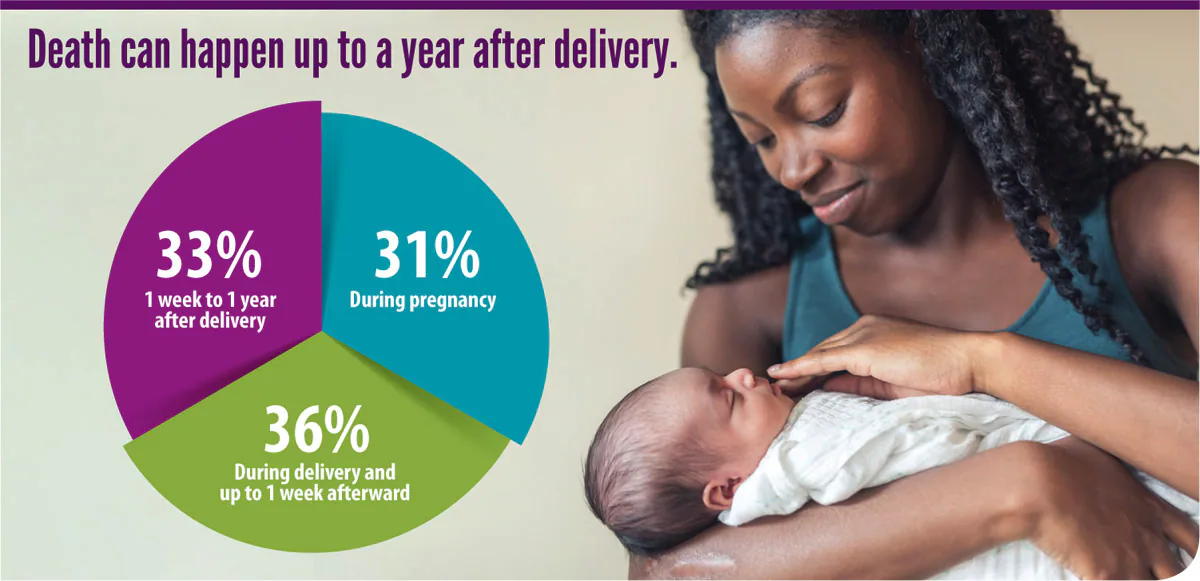 Death can happen up to a year after delivery.
33%
1 week to 1 year
after delivery
31%
During pregnancy
36%
During delivery and
up to 1 week afterward